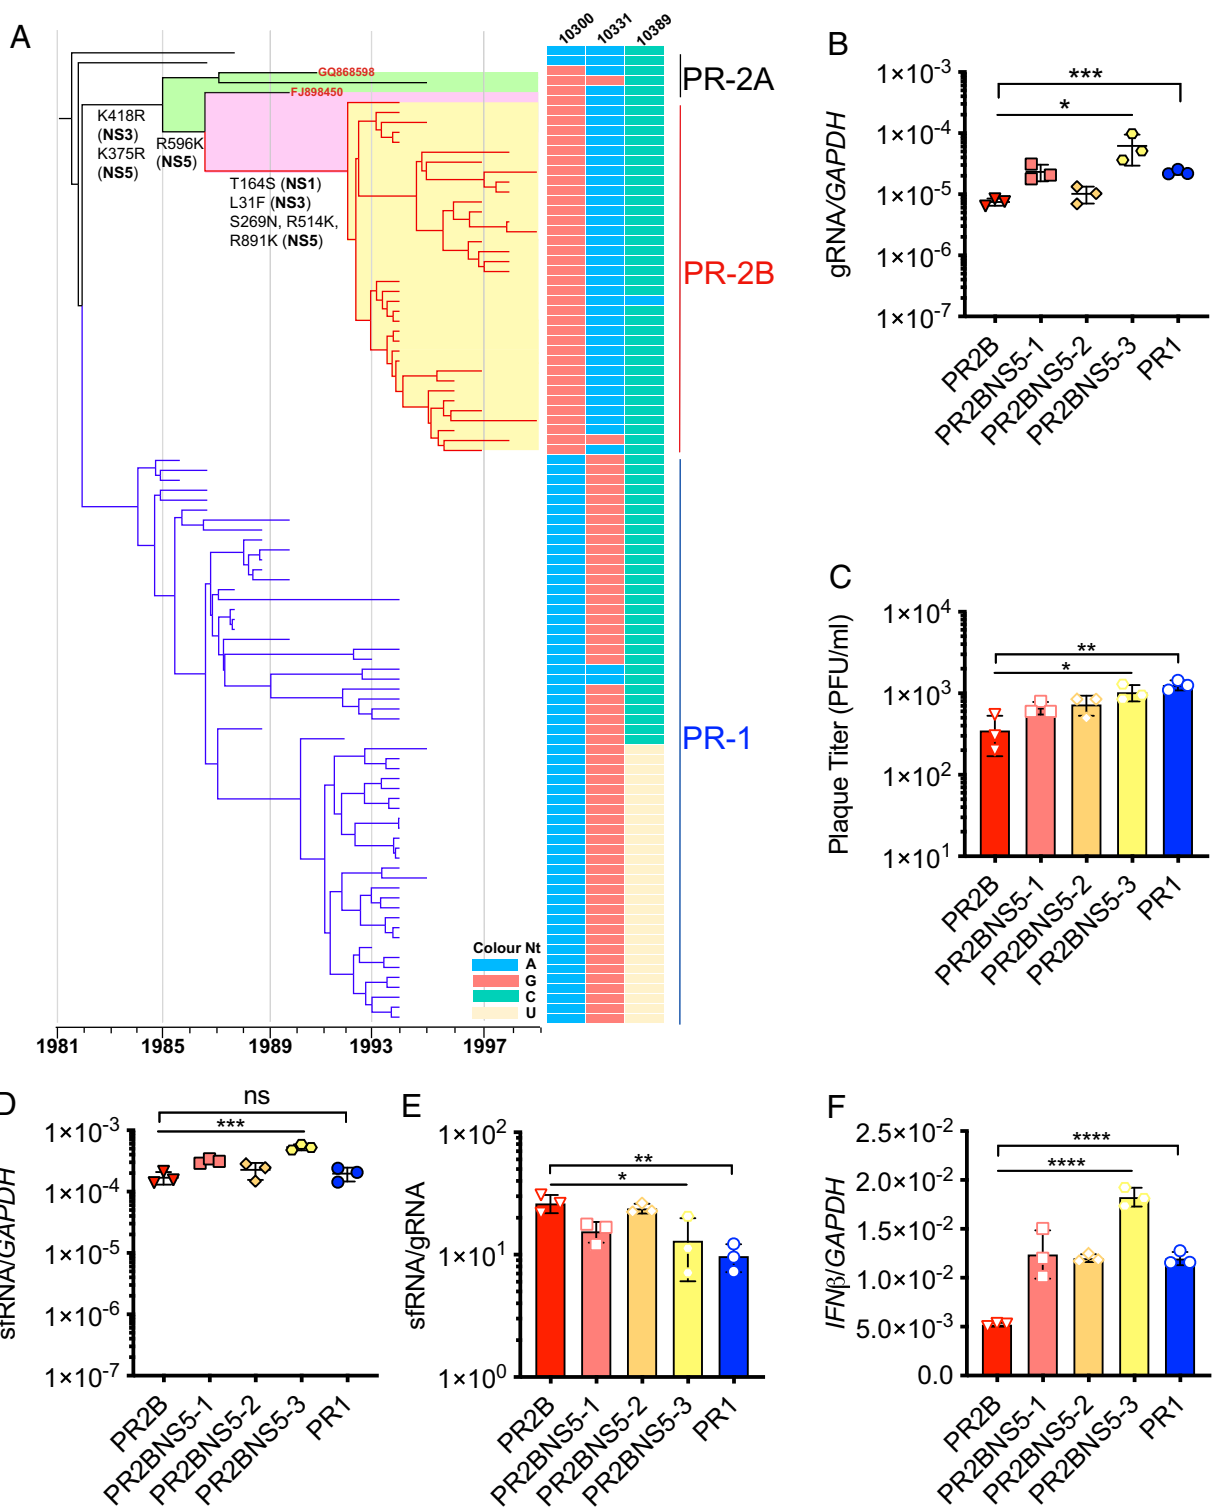 A
10300
10331
10389
GQ868598
FJ898450
PR-2A
K418R
(NS3)
K375R
(NS5)
R596K
(NS5)
T164S (NS1)
L31F (NS3)
S269N, R514K,
R891K (NS5)
PR-2B
PR-1
Colour Nt
A
G
C
U
1981
1985
1989
1993
1997
B
gRNA/GAPDH
1×10-3
1×10-4
1×10-5
1×10-6
1×10-7
***
*
PR2B
PR2BNS5-1
PR2BNS5-2
PR2BNS5-3
PR1
C
Plaque Titer (PFU/ml)
1×104
1×103
1×102
1×101
**
*
PR2B
PR2BNS5-1
PR2BNS5-2
PR2BNS5-3
PR1
D
sfRNA/GAPDH
1×10-3
1×10-4
1×10-5
1×10-6
1×10-7
ns
***
PR2B
PR2BNS5-1
PR2BNS5-2
PR2BNS5-3
PR1
E
sfRNA/gRNA
1×102
1×101
1×100
**
*
PR2B
PR2BNS5-1
PR2BNS5-2
PR2BNS5-3
PR1
F
IFNβ/GAPDH
2.5×10-2
2.0×10-2
1.5×10-2
1.0×10-2
5.0×10-3
0.0
****
****
PR2B
PR2BNS5-1
PR2BNS5-2
PR2BNS5-3
PR1